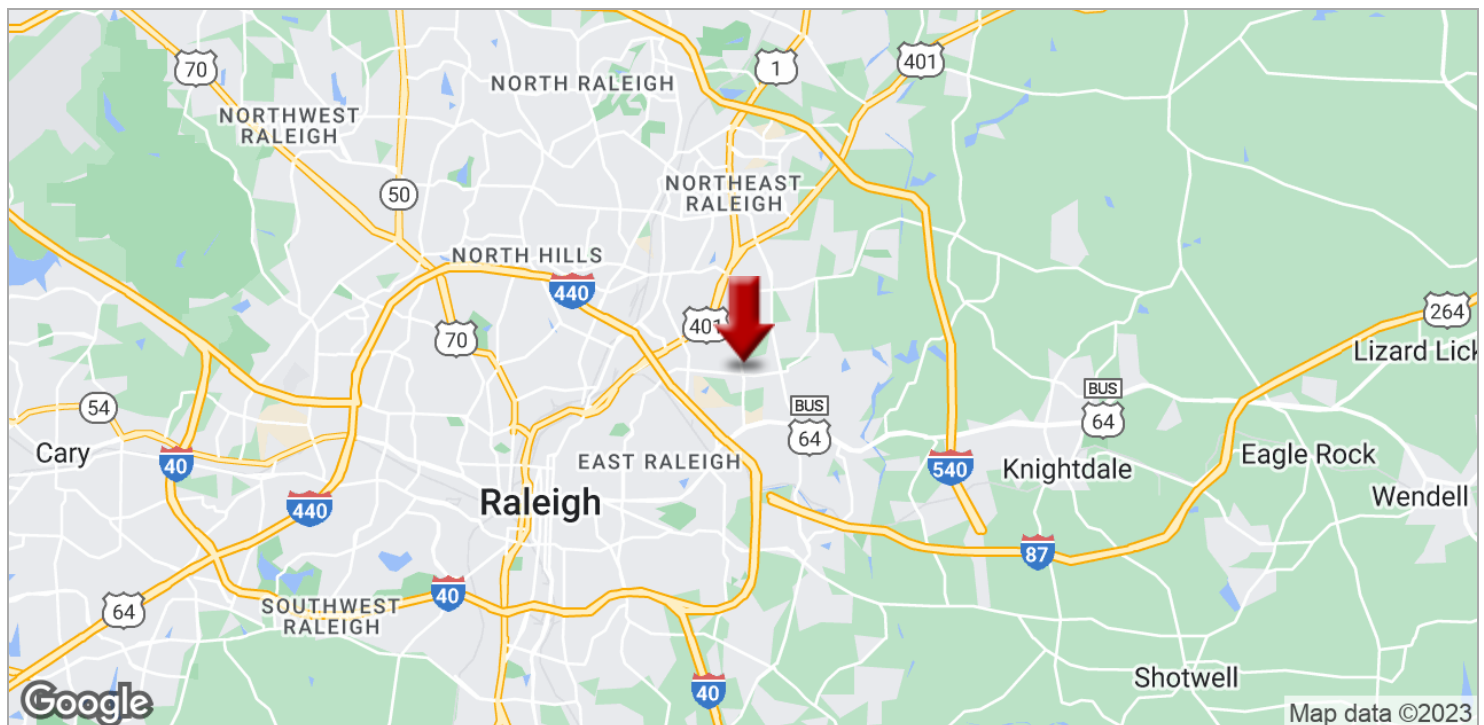 70
1
401
NORTH RALEIGH
NORTHWEST
RALEIGH
50
NORTHEAST
RALEIGH
NORTH HILLS
440
401
70
264
Lizard Lick
BUS
64
54
BUS
64
Cary
40
EAST RALEIGH
540
Knightdale
Eagle Rock
Wendell
Raleigh
440
87
40
64
SOUTHWEST
RALEIGH
Shotwell
40
Google
Map data ©2023